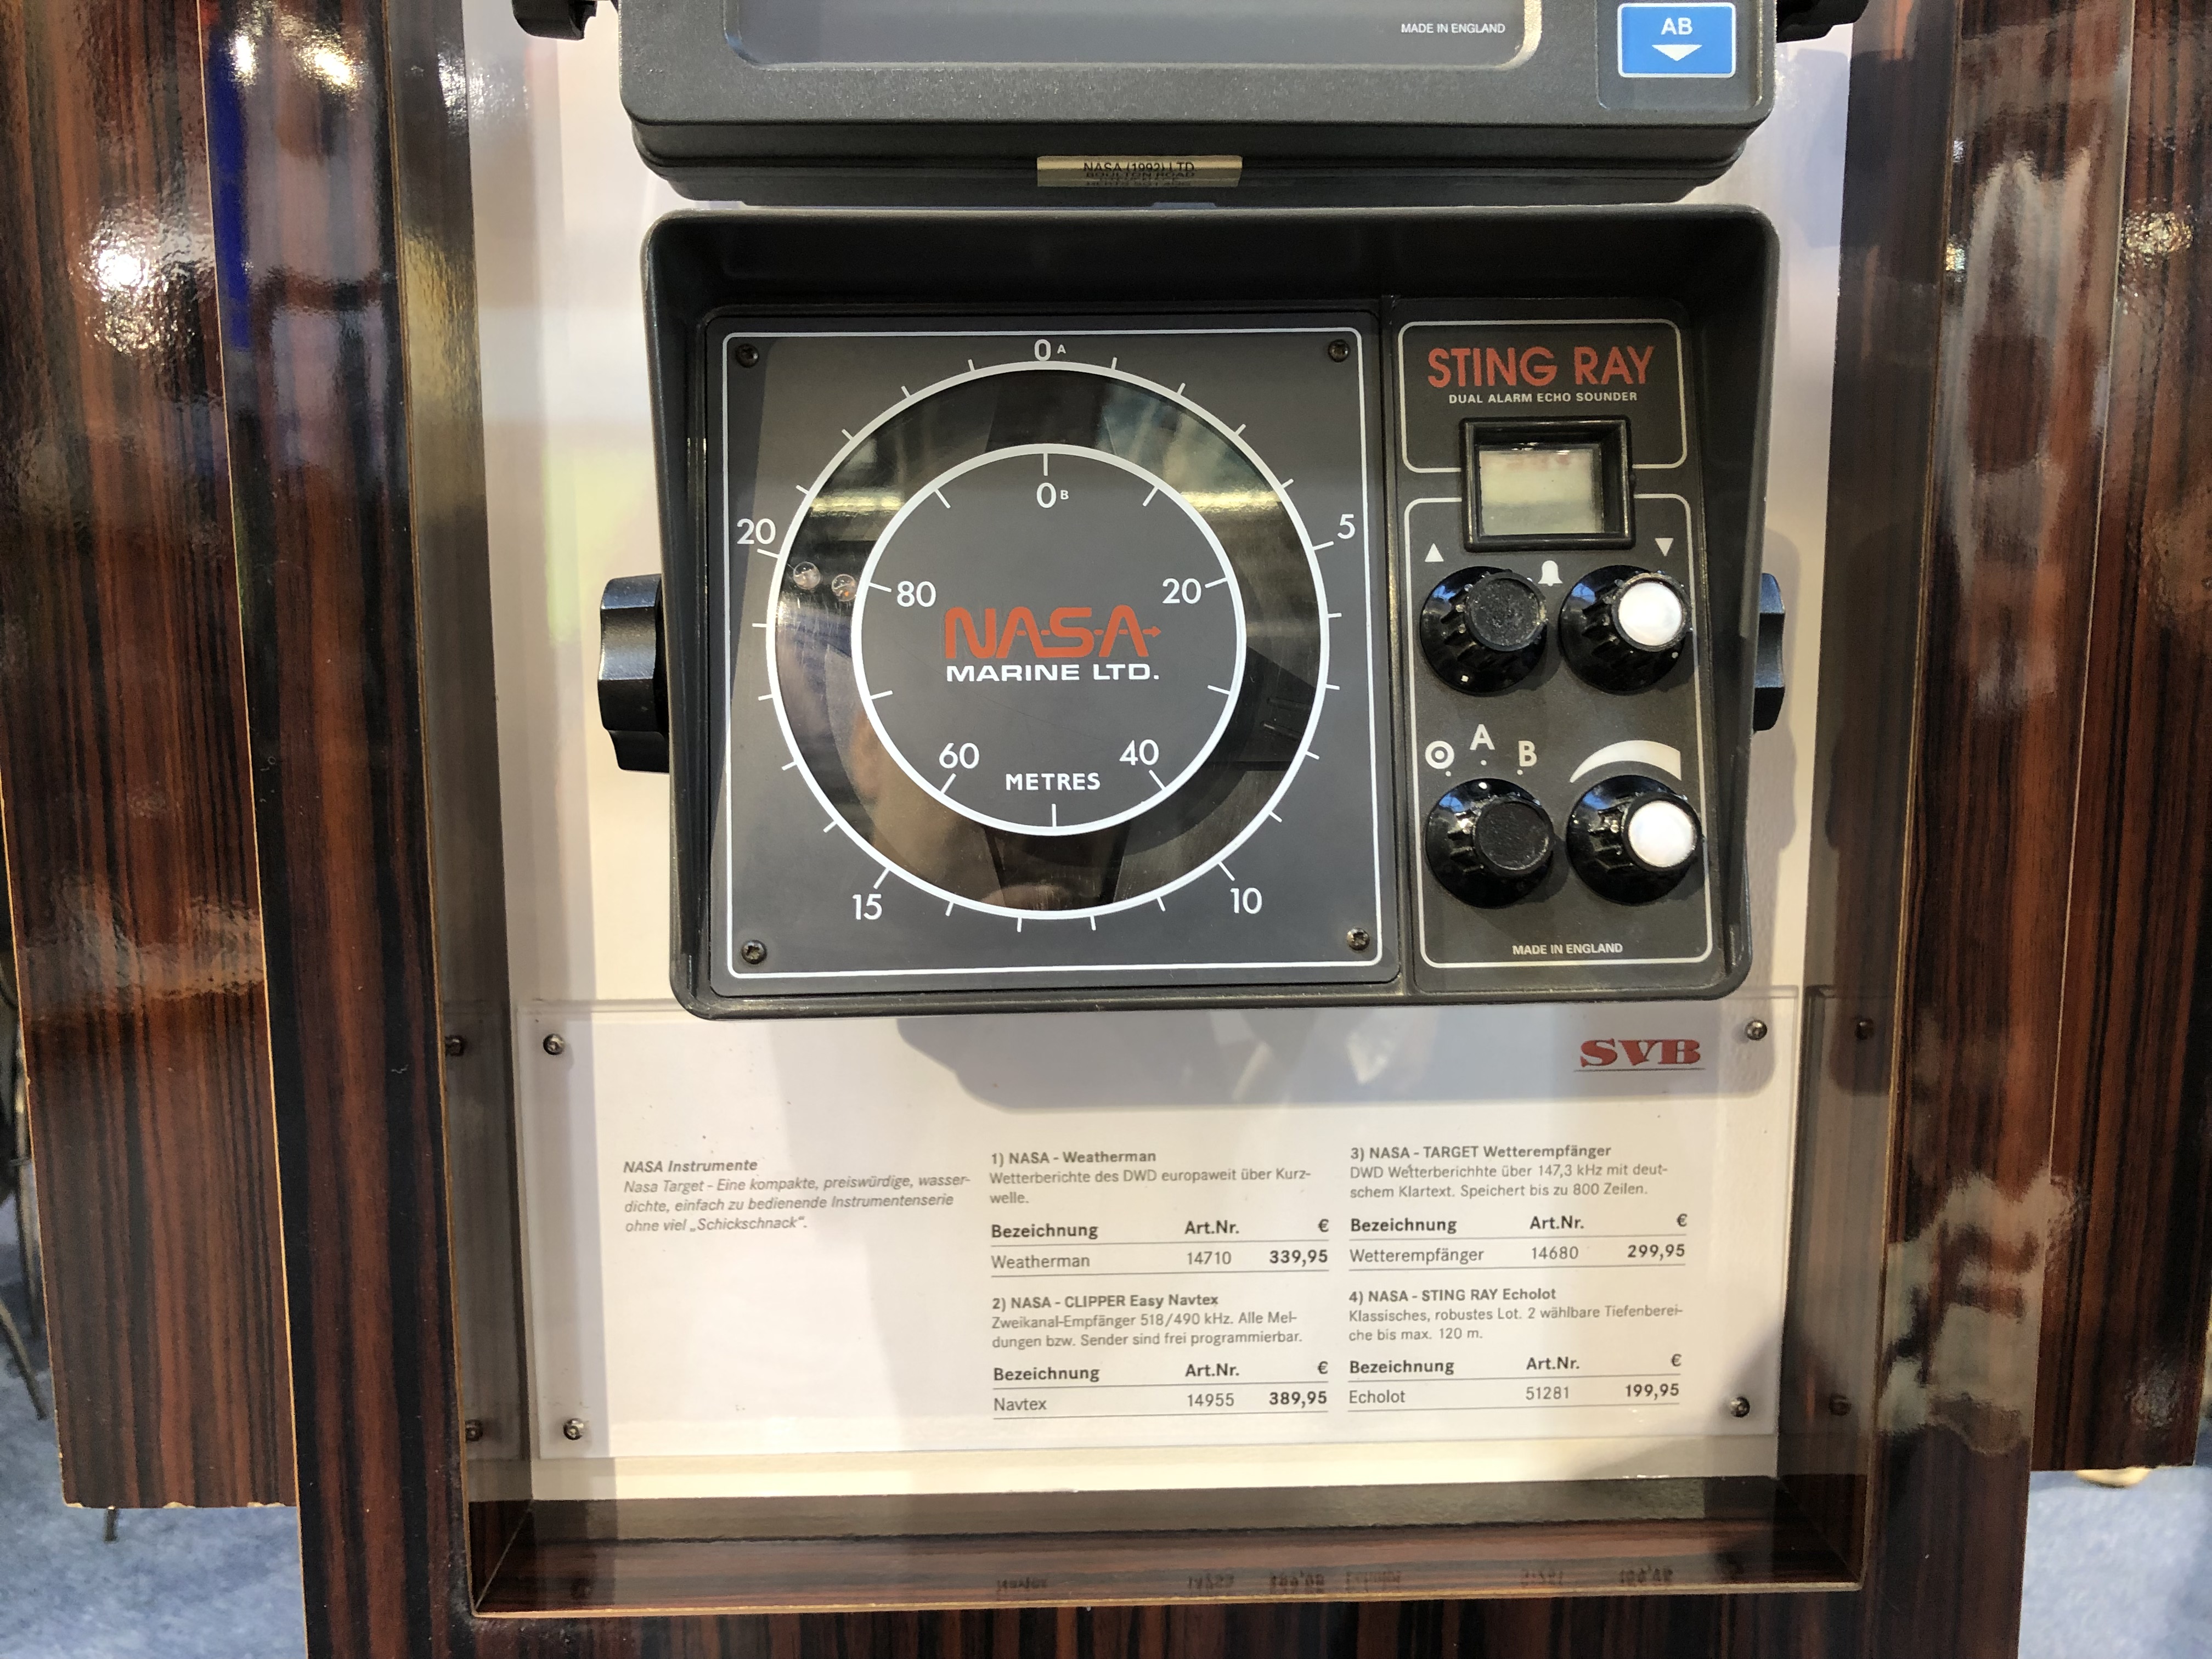 MADE IN ENGLAND
AB
NASA (1992) LTD
BOULTON ROAD
0 A
5
10
15
20
0 B
20
40
60
80
NASA
MARINE LTD.
METRES
STING RAY
DUAL ALARM ECHO SOUNDER
A
B
MADE IN ENGLAND
SVB
NASA Instrumente
Nasa Target - Eine kompakte, preiswürdige, wasser-
dichte, einfach zu bedienende Instrumentenserie
ohne viel „Schickschnack“.
1) NASA - Weatherman
Wetterberichte des DWD europaweit über Kurz-
welle.
Bezeichnung Art.Nr. €
Weatherman 14710 339,95
2) NASA - CLIPPER Easy Navtex
Zweikanal-Empfänger 518/490 kHz. Alle Mel-
dungen bzw. Sender sind frei programmierbar.
Bezeichnung Art.Nr. €
Navtex 14955 389,95
3) NASA - TARGET Wetterempfänger
DWD Wetterberichhte über 147,3 kHz mit deut-
schem Klartext. Speichert bis zu 800 Zeilen.
Bezeichnung Art.Nr. €
Wetterempfänger 14680 299,95
4) NASA - STING RAY Echolot
Klassisches, robustes Lot. 2 wählbare Tiefenberei-
che bis max. 120 m.
Bezeichnung Art.Nr. €
Echolot 51281 199,95